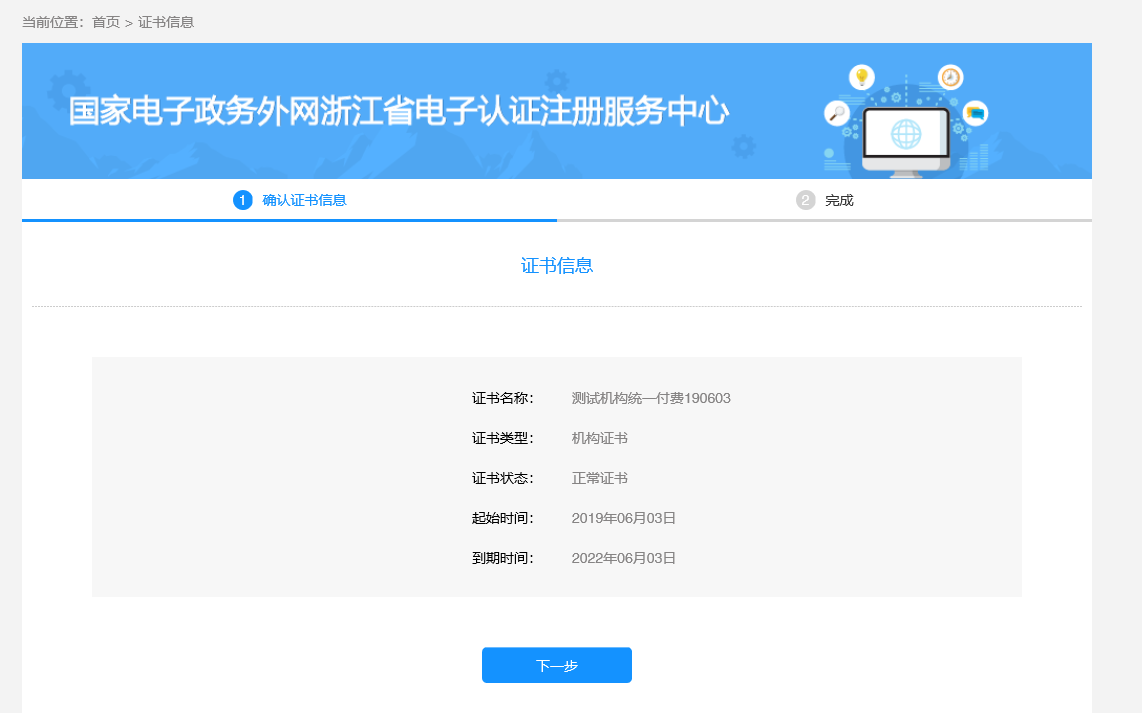 当前位置：首页 > 证书信息
国家电子政务外网浙江省电子认证注册服务中心
1 确认证书信息
2 完成
证书信息
证书名称： 测试机构统一付费190603
证书类型： 机构证书
证书状态： 正常证书
起始时间： 2019年06月03日
到期时间： 2022年06月03日
下一步